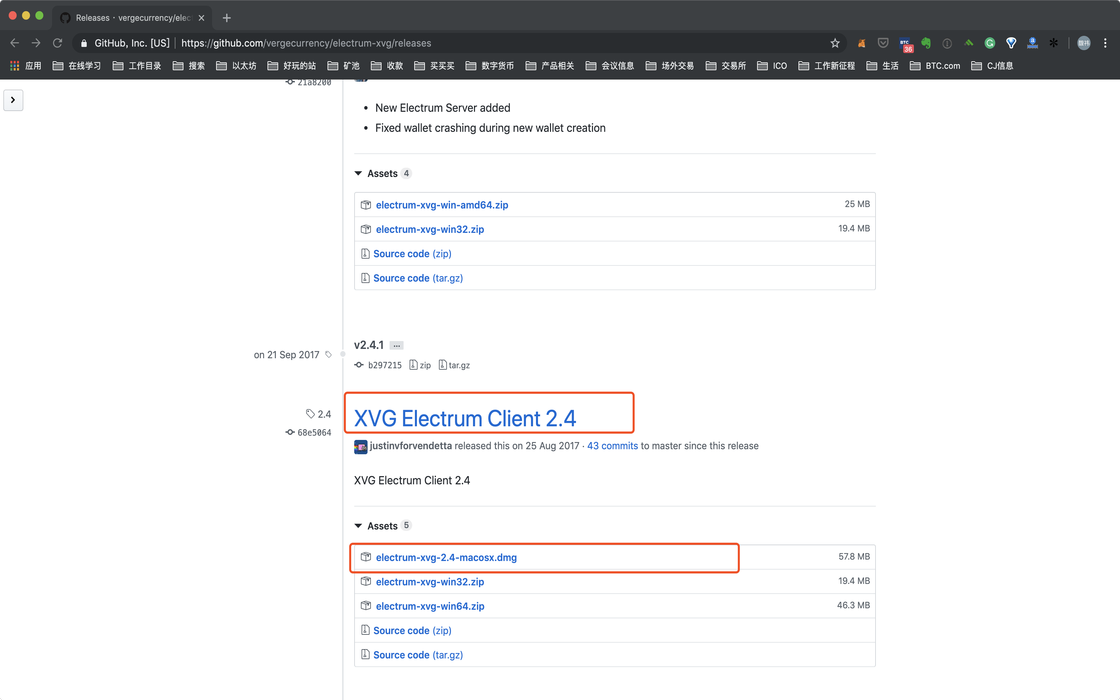 Releases · vergecurrency/elect
GitHub, Inc. [US] https://github.com/vergecurrency/electrum-xvg/releases
36
应用 在线学习 工作目录 搜索 以太坊 好玩的站 矿池 收款 买买买 数字货币 产品相关 会议信息 场外交易 交易所 ICO 工作新征程 生活 BTC.com CJ信息
21a8200
New Electrum Server added
Fixed wallet crashing during new wallet creation
Assets 4
electrum-xvg-win-amd64.zip 25 MB
electrum-xvg-win32.zip 19.4 MB
Source code (zip)
Source code (tar.gz)
v2.4.1 ...
on 21 Sep 2017
b297215 zip tar.gz
2.4
XVG Electrum Client 2.4
68e5064
justinvforvendetta released this on 25 Aug 2017 · 43 commits to master since this release
XVG Electrum Client 2.4
Assets 5
electrum-xvg-2.4-macosx.dmg 57.8 MB
electrum-xvg-win32.zip 19.4 MB
electrum-xvg-win64.zip 46.3 MB
Source code (zip)
Source code (tar.gz)